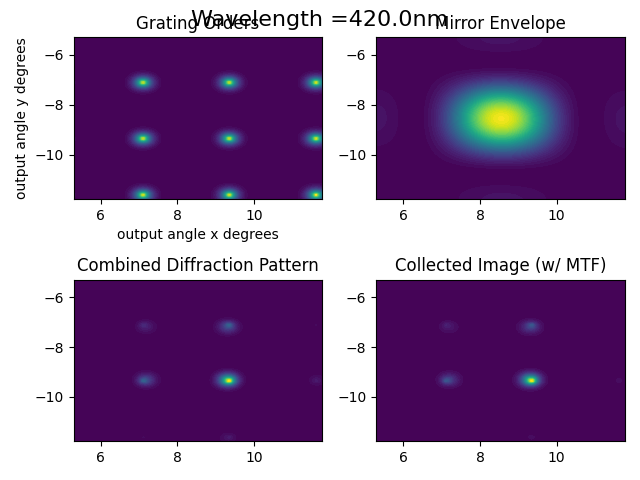 Wavelength =420.0nm
Grating Orders
Mirror Envelope
output angle y degrees
−6
−8
−10
−6
−8
−10
6 8 10
6 8 10
output angle x degrees
Combined Diffraction Pattern
Collected Image (w/ MTF)
−6
−8
−10
−6
−8
−10
6 8 10
6 8 10